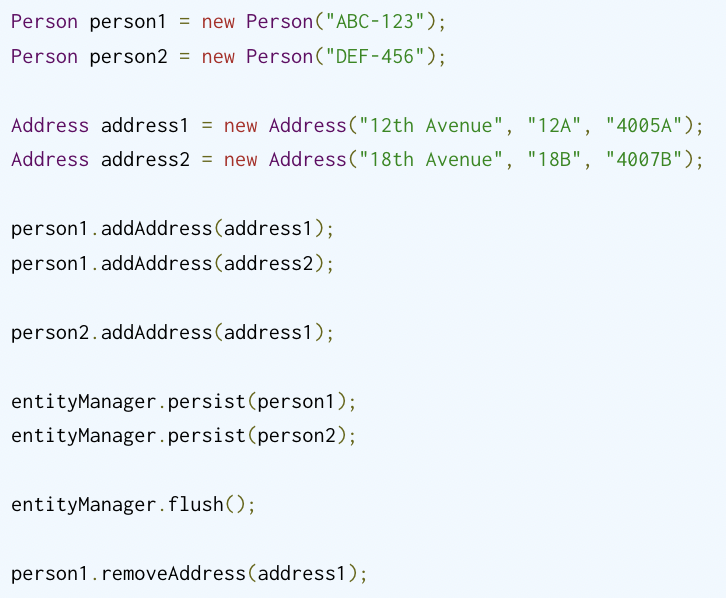 Person person1 = new Person("ABC-123");
Person person2 = new Person("DEF-456");
Address address1 = new Address("12th Avenue", "12A", "4005A");
Address address2 = new Address("18th Avenue", "18B", "4007B");
person1.addAddress(address1);
person1.addAddress(address2);
person2.addAddress(address1);
entityManager.persist(person1);
entityManager.persist(person2);
entityManager.flush();
person1.removeAddress(address1);